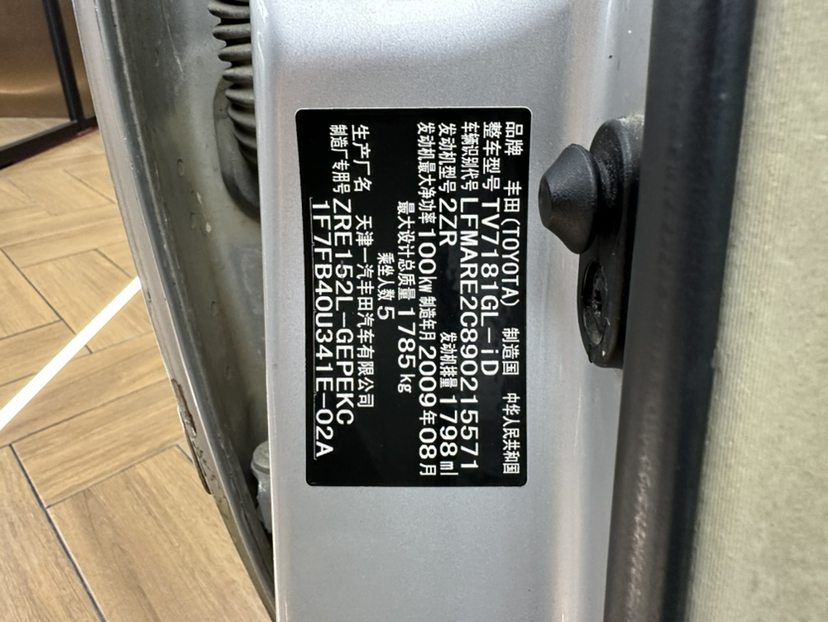 品牌 丰田(TOYOTA) 制造国 中华人民共和国
整车型号 TV7181GL-iD
车辆识别代号 LFMARE2C890215571
发动机型号 2ZR 发动机排量 1798ml
发动机最大净功率 100kW 制造年月 2009年08月
最大设计总质量 1785kg
乘坐人数 5
生产厂名 天津一汽丰田汽车有限公司
制造厂专用号 ZRE152L-GEPEKC
1F7FB40U341E-02A